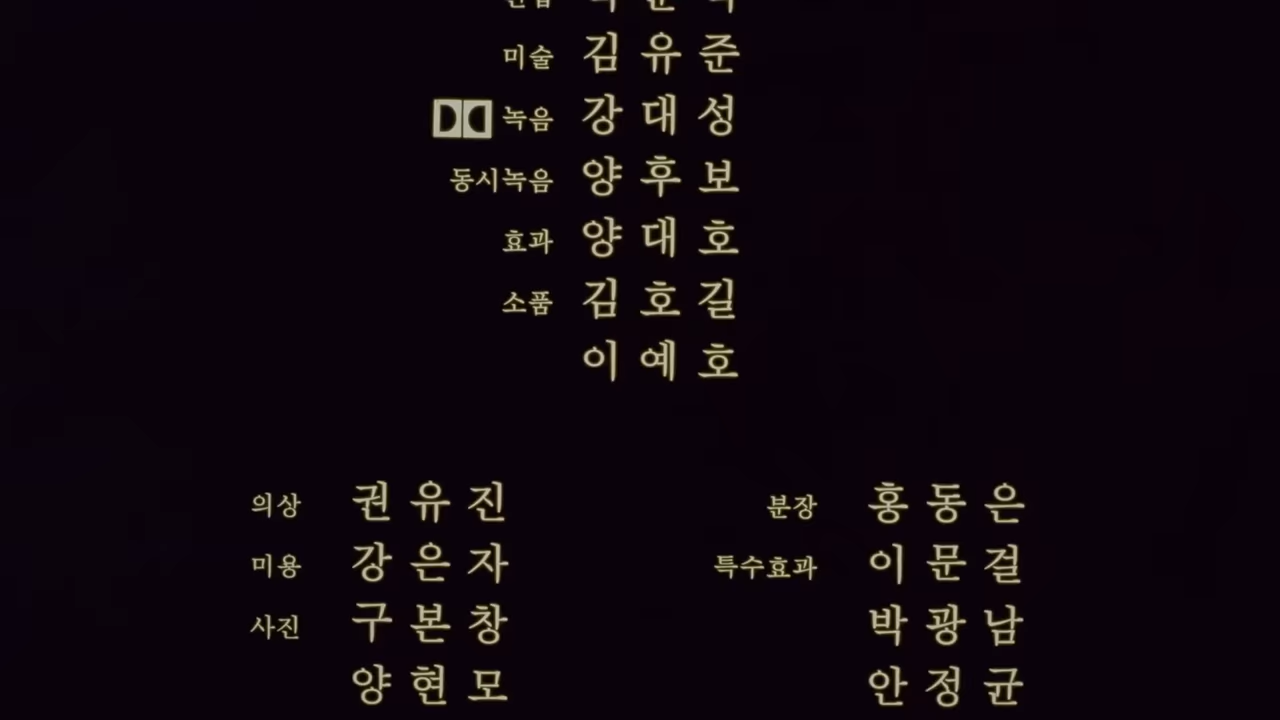 미술 김유준
녹음 강대성
동시녹음 양후보
효과 양대호
소품 김호길
이예호
의상 권유진 분장 홍동은
미용 강은자 특수효과 이문걸
사진 구본창 박광남
양현모 안정균